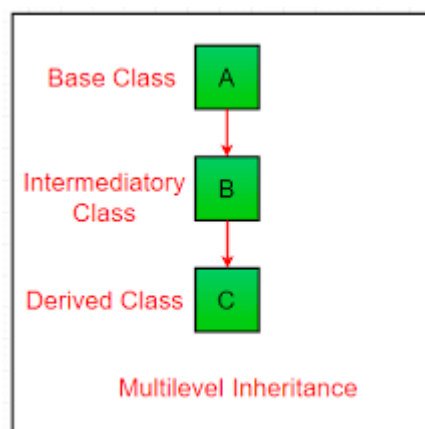 Base Class
A
Intermediatory
Class
B
Derived Class
C
Multilevel Inheritance